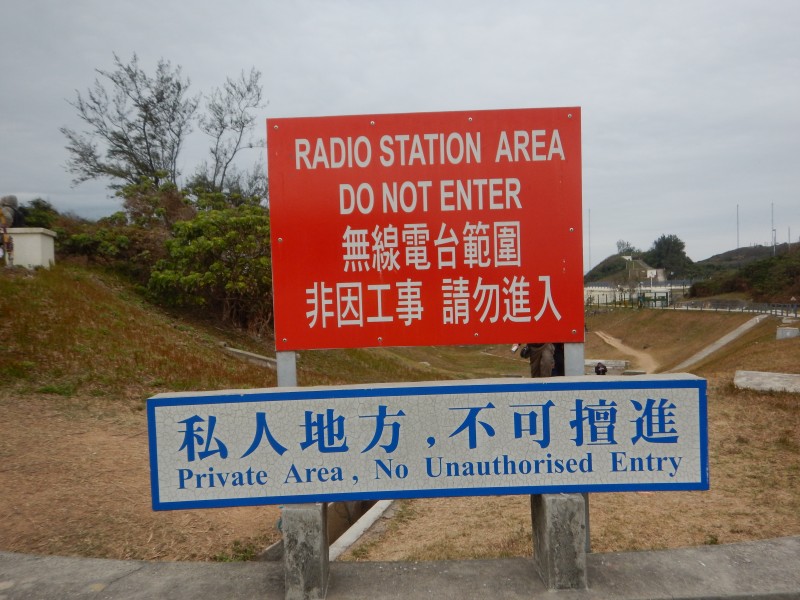 RADIO STATION AREA
DO NOT ENTER
無線電台範圍
非因工事 請勿進入
私人地方,不可擅進
Private Area, No Unauthorised Entry